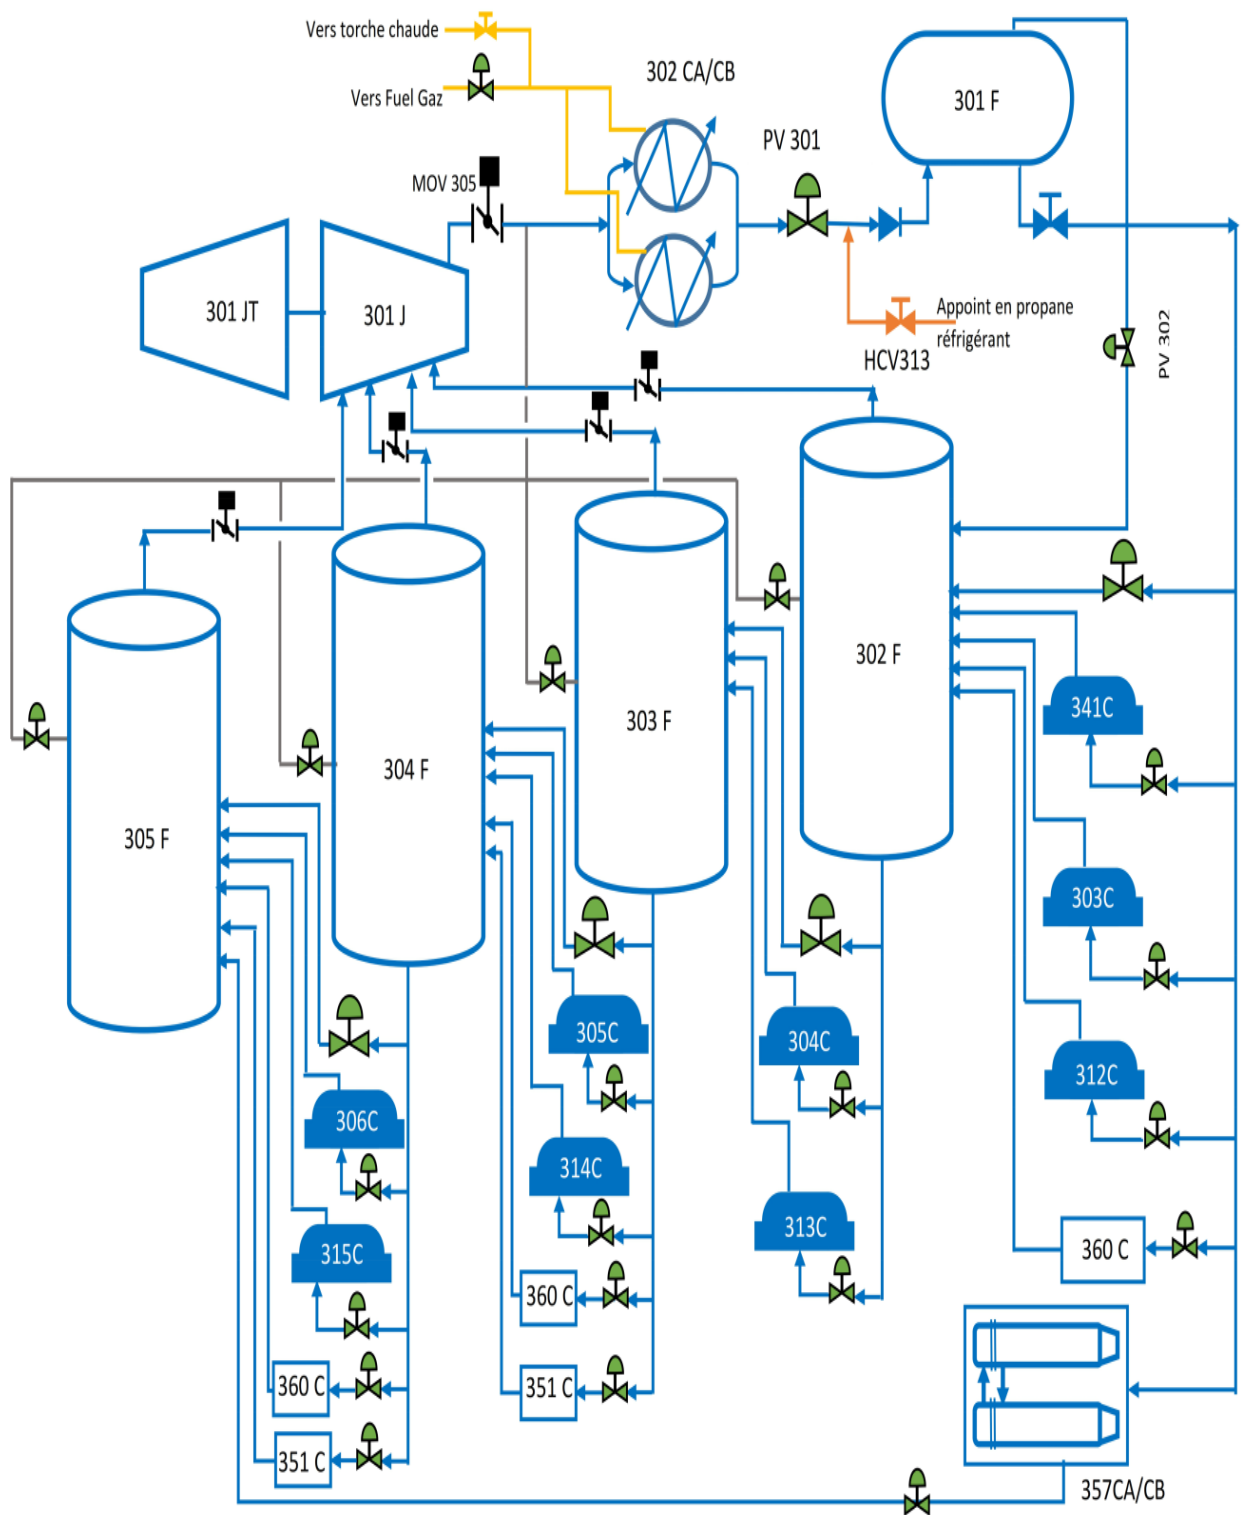 Vers torche chaude
302 CA/CB
301 F
Vers Fuel Gaz
PV 301
MOV 305
301 JT
301 J
Appoint en propane
réfrigérant
HCV313
PV 302
302 F
303 F
304 F
305 F
341C
303C
312C
360 C
304C
313C
305C
314C
360 C
351 C
306C
315C
360 C
351 C
357CA/CB